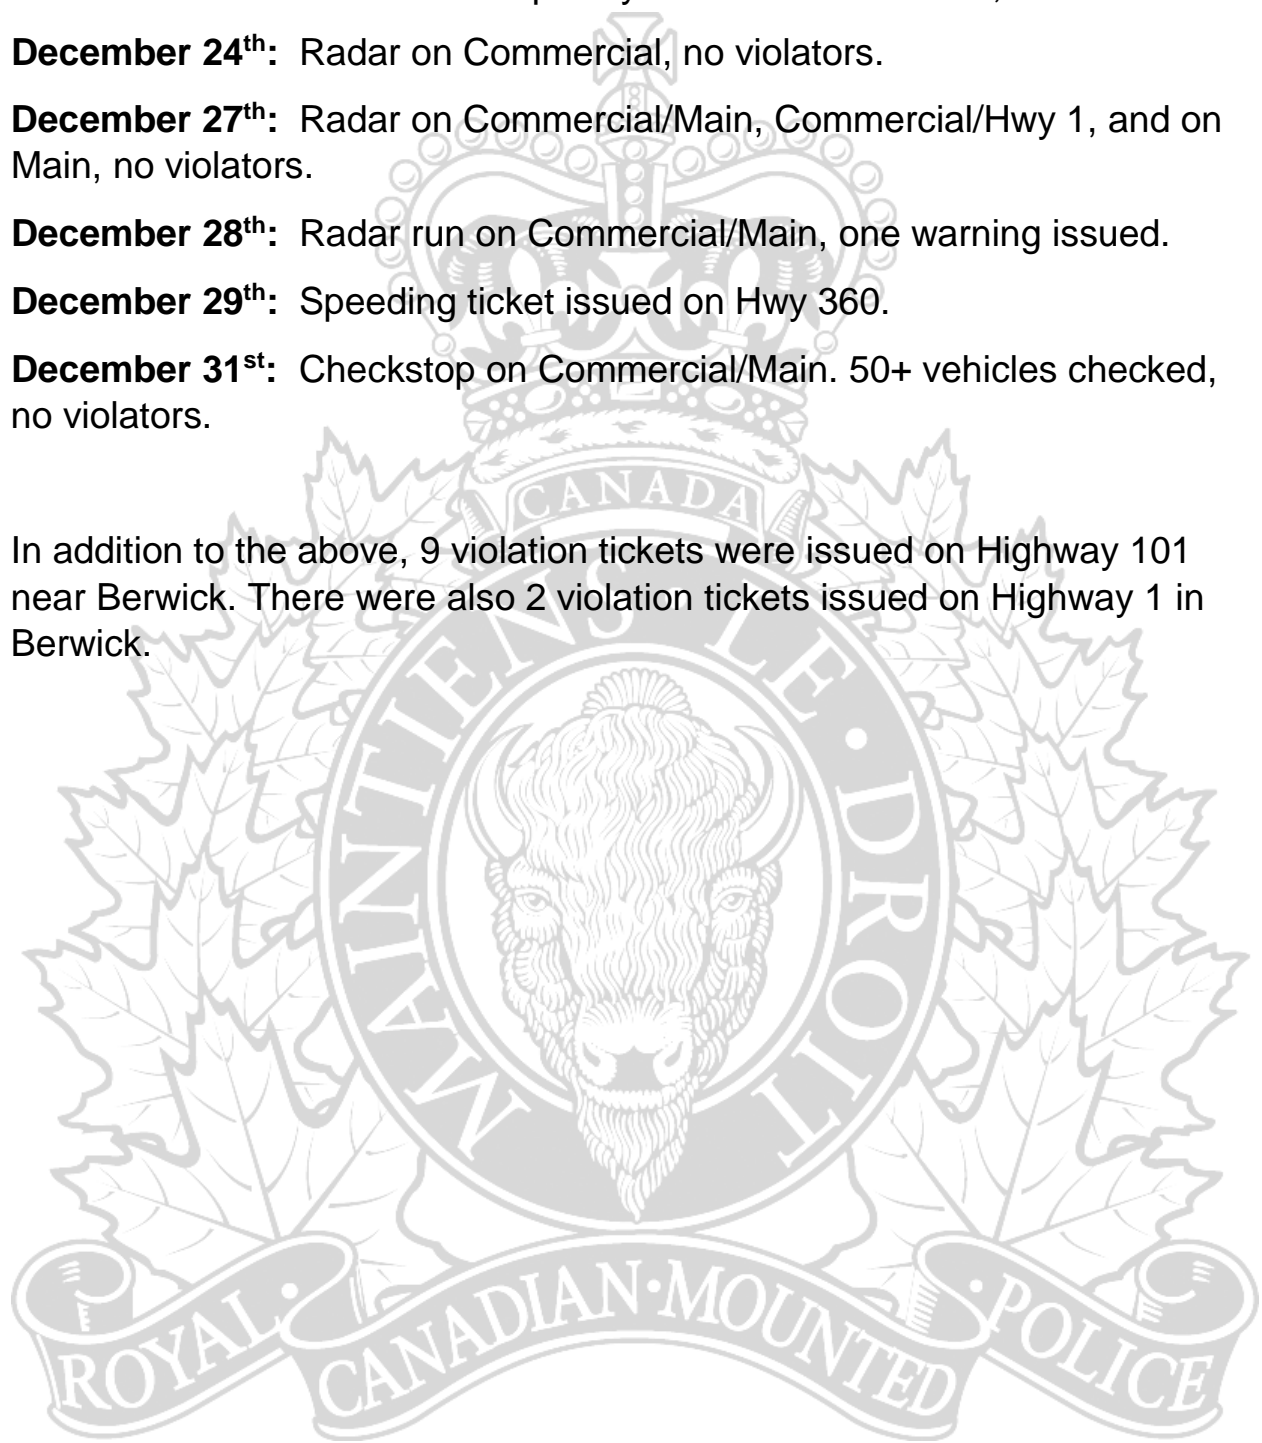 December 24th: Radar on Commercial, no violators.
December 27th: Radar on Commercial/Main, Commercial/Hwy 1, and on
Main, no violators.
December 28th: Radar run on Commercial/Main, one warning issued.
December 29th: Speeding ticket issued on Hwy 360.
December 31st: Checkstop on Commercial/Main. 50+ vehicles checked,
no violators.
In addition to the above, 9 violation tickets were issued on Highway 101
near Berwick. There were also 2 violation tickets issued on Highway 1 in
Berwick.
CANADA
MAINTIENS LE • DROIT
ROYAL • CANADIAN • MOUNTED • POLICE